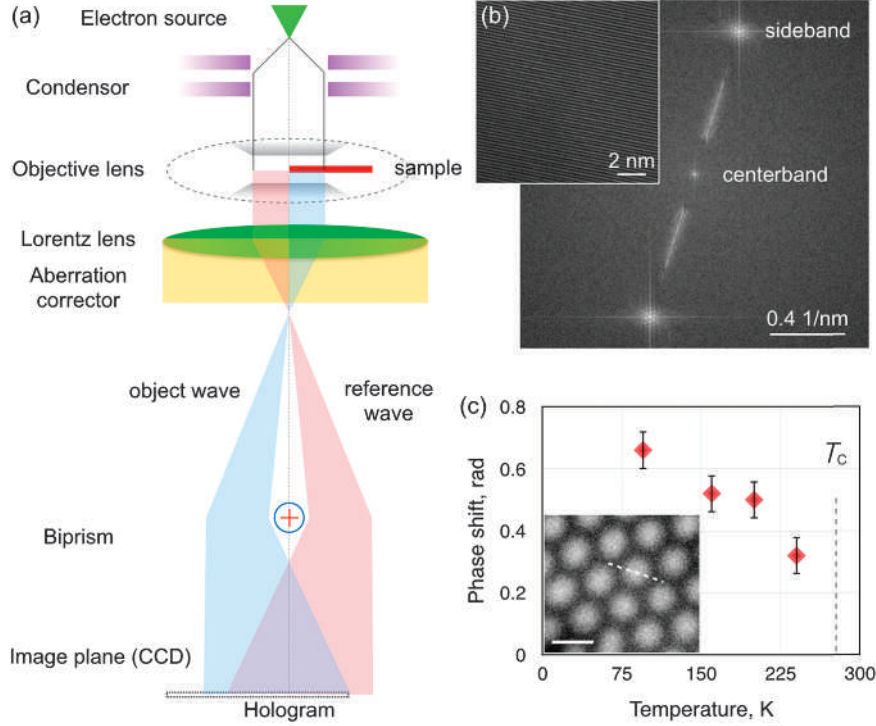 (a)
Electron source
Condensor
Objective lens
sample
Lorentz lens
Aberration
corrector
object wave
reference
wave
Biprism
Image plane (CCD)
Hologram
(b)
sideband
2 nm
centerband
0.4 1/nm
(c)
0.8
0.6
0.4
0.2
0
Phase shift, rad
Tc
0
75
150
225
300
Temperature, K